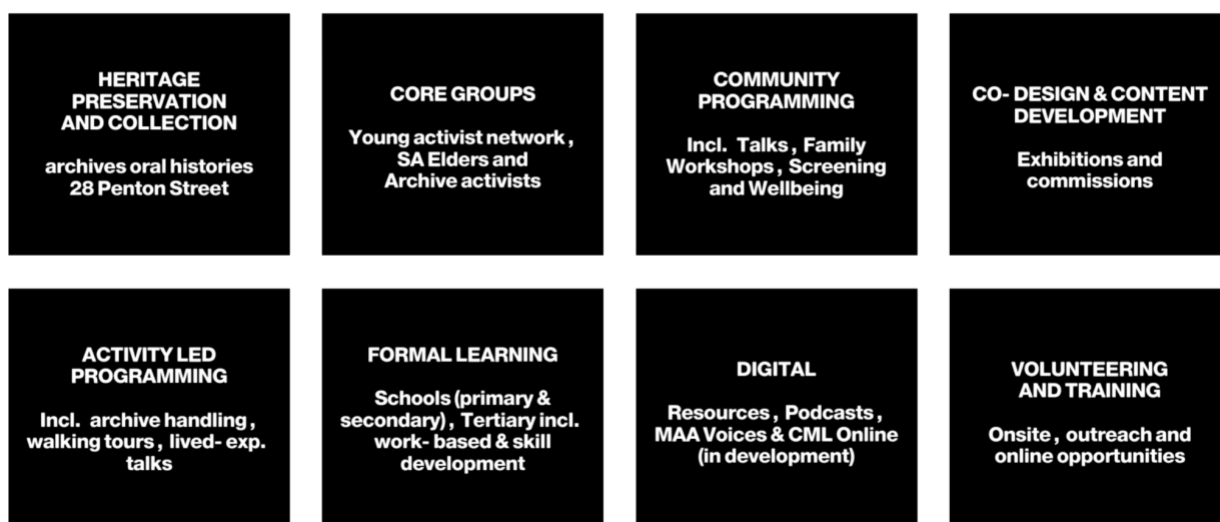 HERITAGE
PRESERVATION
AND COLLECTION
archives oral histories
28 Penton Street
CORE GROUPS
Young activist network ,
SA Elders and
Archive activists
COMMUNITY
PROGRAMMING
Incl. Talks , Family
Workshops , Screening
and Wellbeing
CO- DESIGN & CONTENT
DEVELOPMENT
Exhibitions and
commissions
ACTIVITY LED
PROGRAMMING
Incl. archive handling ,
walking tours , lived- exp.
talks
FORMAL LEARNING
Schools (primary &
secondary) , Tertiary incl.
work- based & skill
development
DIGITAL
Resources , Podcasts ,
MAA Voices & CML Online
(in development)
VOLUNTEERING
AND TRAINING
Onsite , outreach and
online opportunities